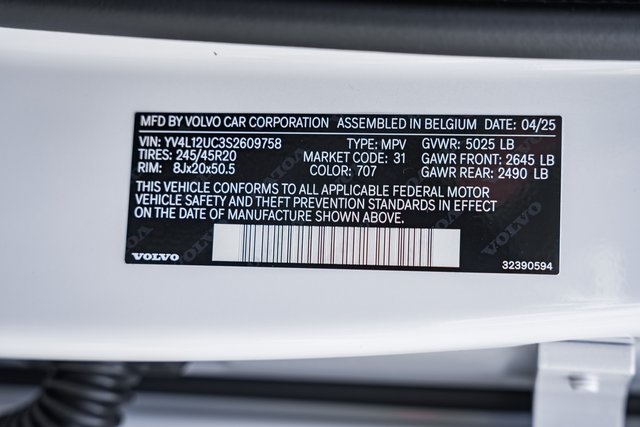 MFD BY VOLVO CAR CORPORATION ASSEMBLED IN BELGIUM DATE: 04/25
VIN: YV4L12UC3S2609758 TYPE: MPV GVWR: 5025 LB
TIRES: 245/45R20 MARKET CODE: 31 GAWR FRONT: 2645 LB
RIM: 8Jx20x50.5 COLOR: 707 GAWR REAR: 2490 LB
THIS VEHICLE CONFORMS TO ALL APPLICABLE FEDERAL MOTOR
VEHICLE SAFETY AND THEFT PREVENTION STANDARDS IN EFFECT
ON THE DATE OF MANUFACTURE SHOWN ABOVE.
VOLVO 32390594